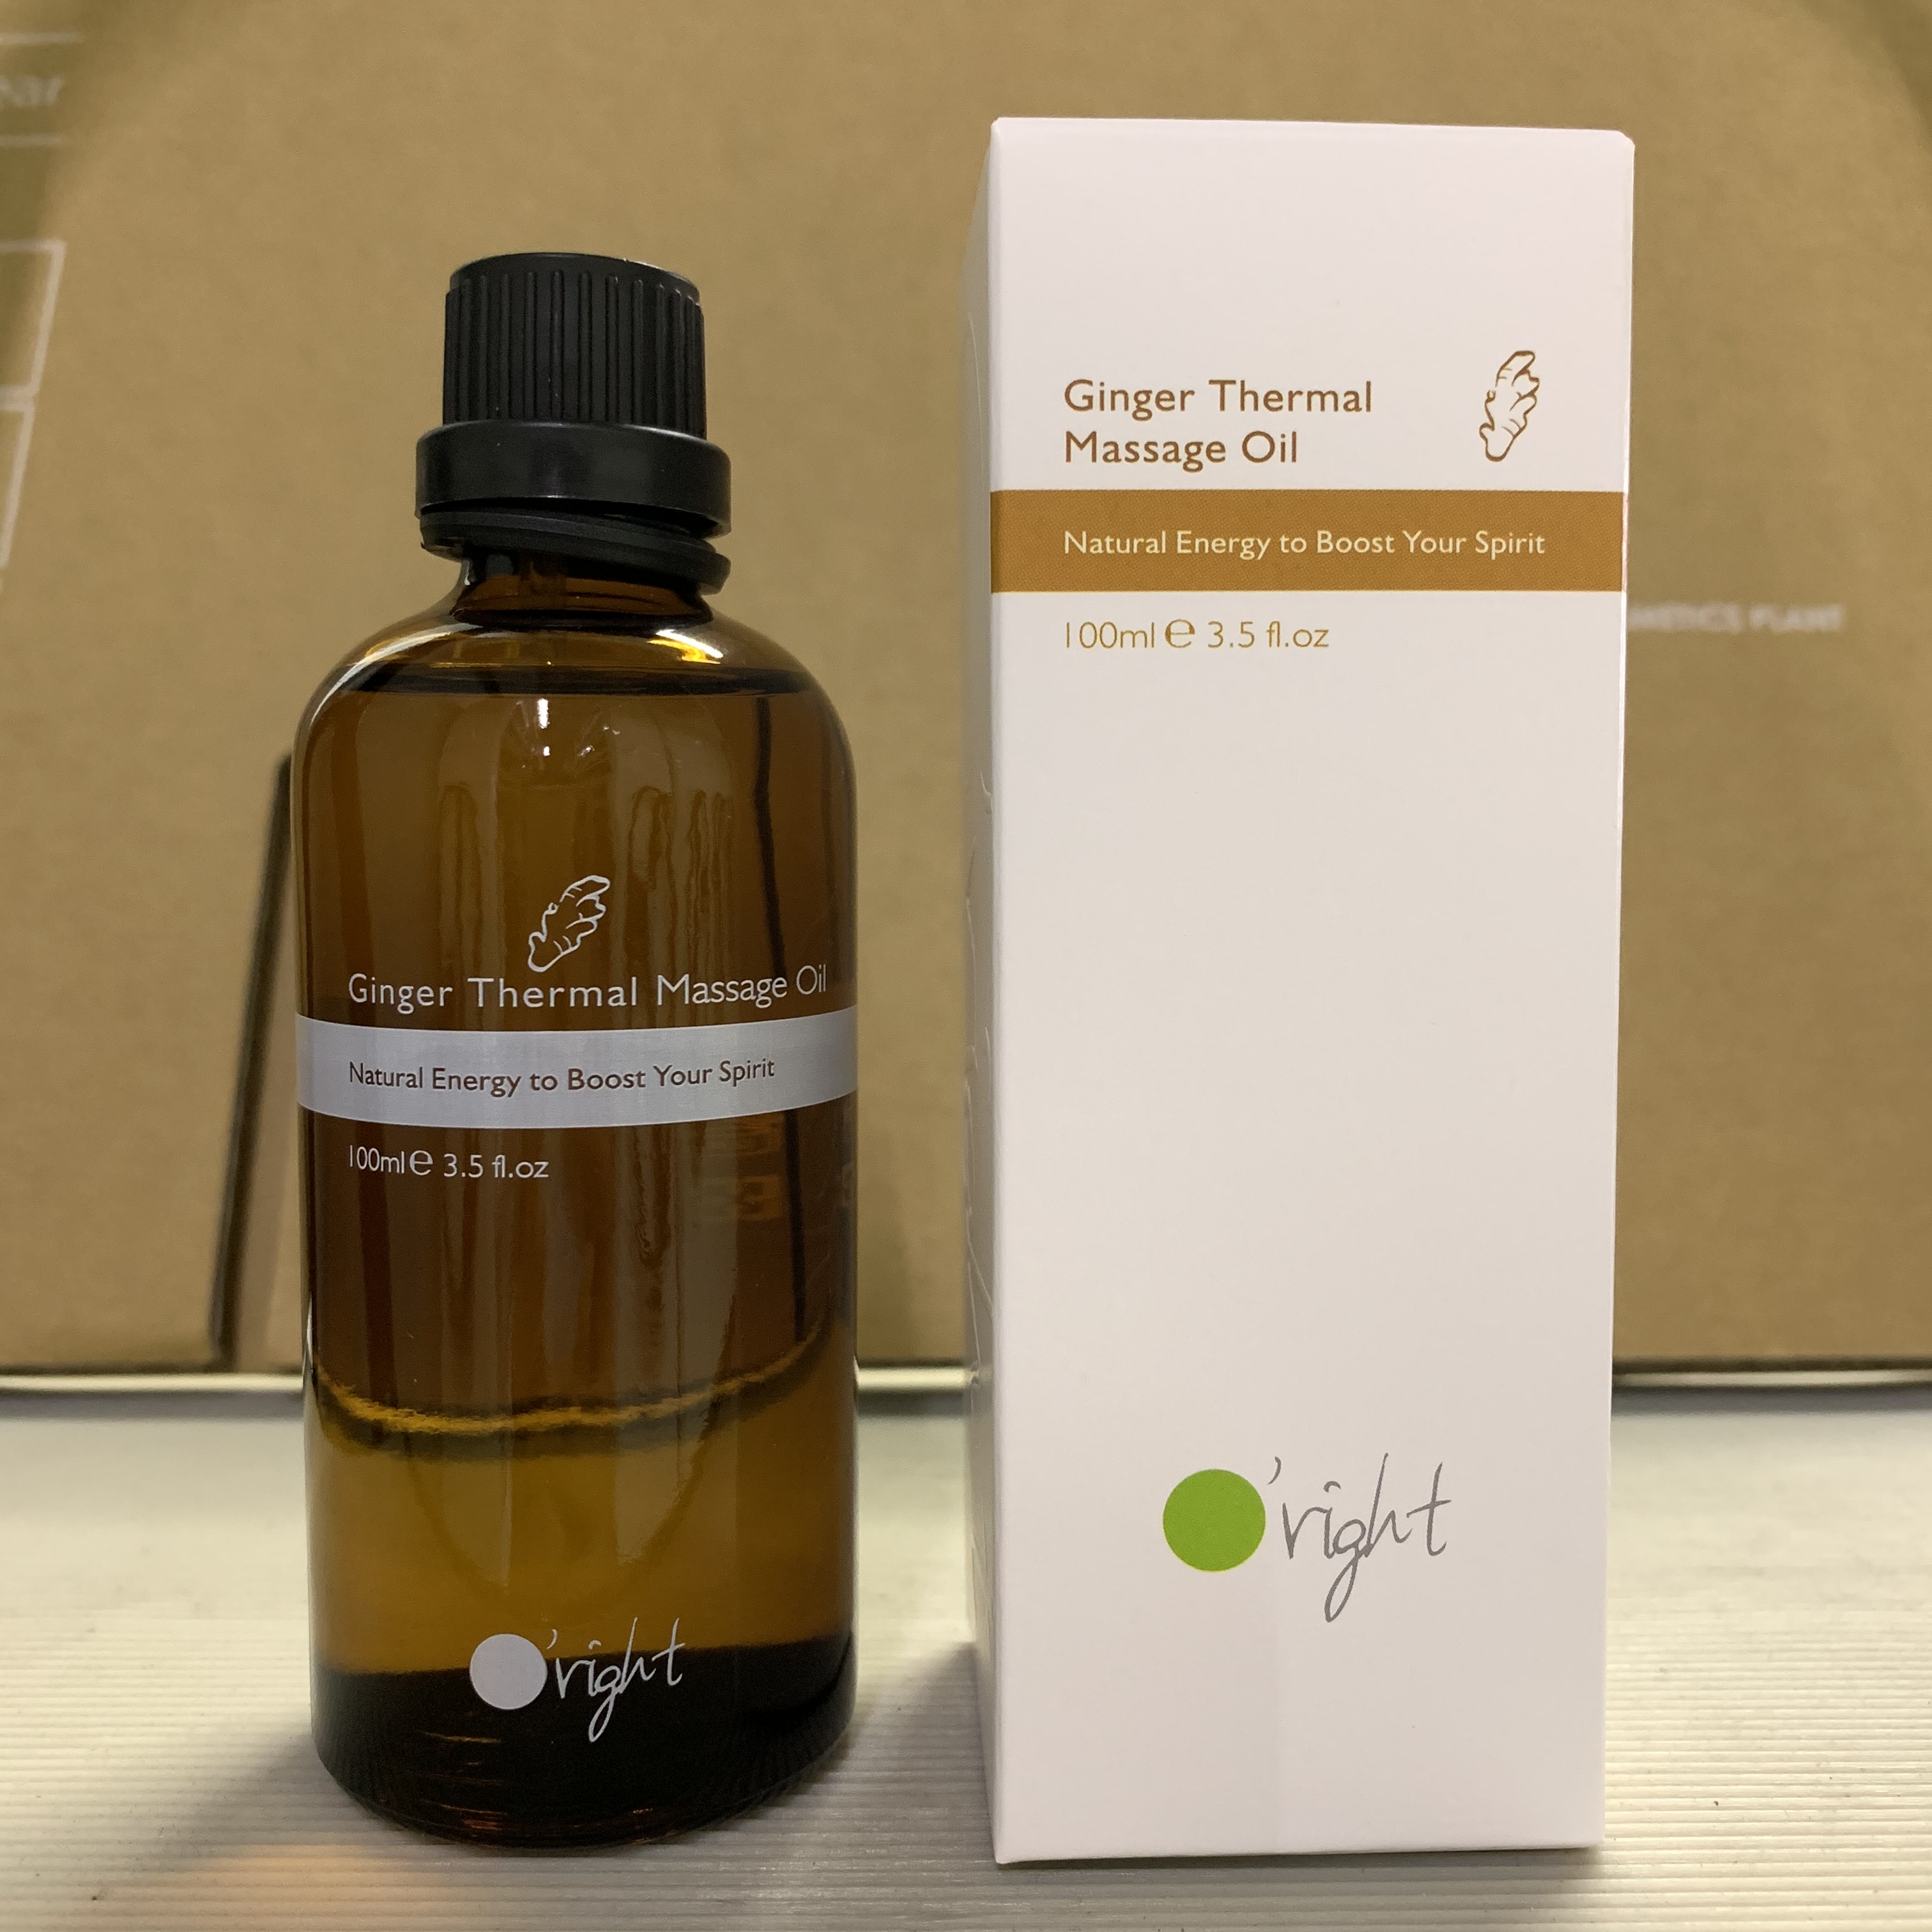 Ginger Thermal Massage Oil
Natural Energy to Boost Your Spirit
100ml e 3.5 fl.oz
O'right
Ginger Thermal
Massage Oil
Natural Energy to Boost Your Spirit
100ml e 3.5 fl.oz
O'right
PLANT